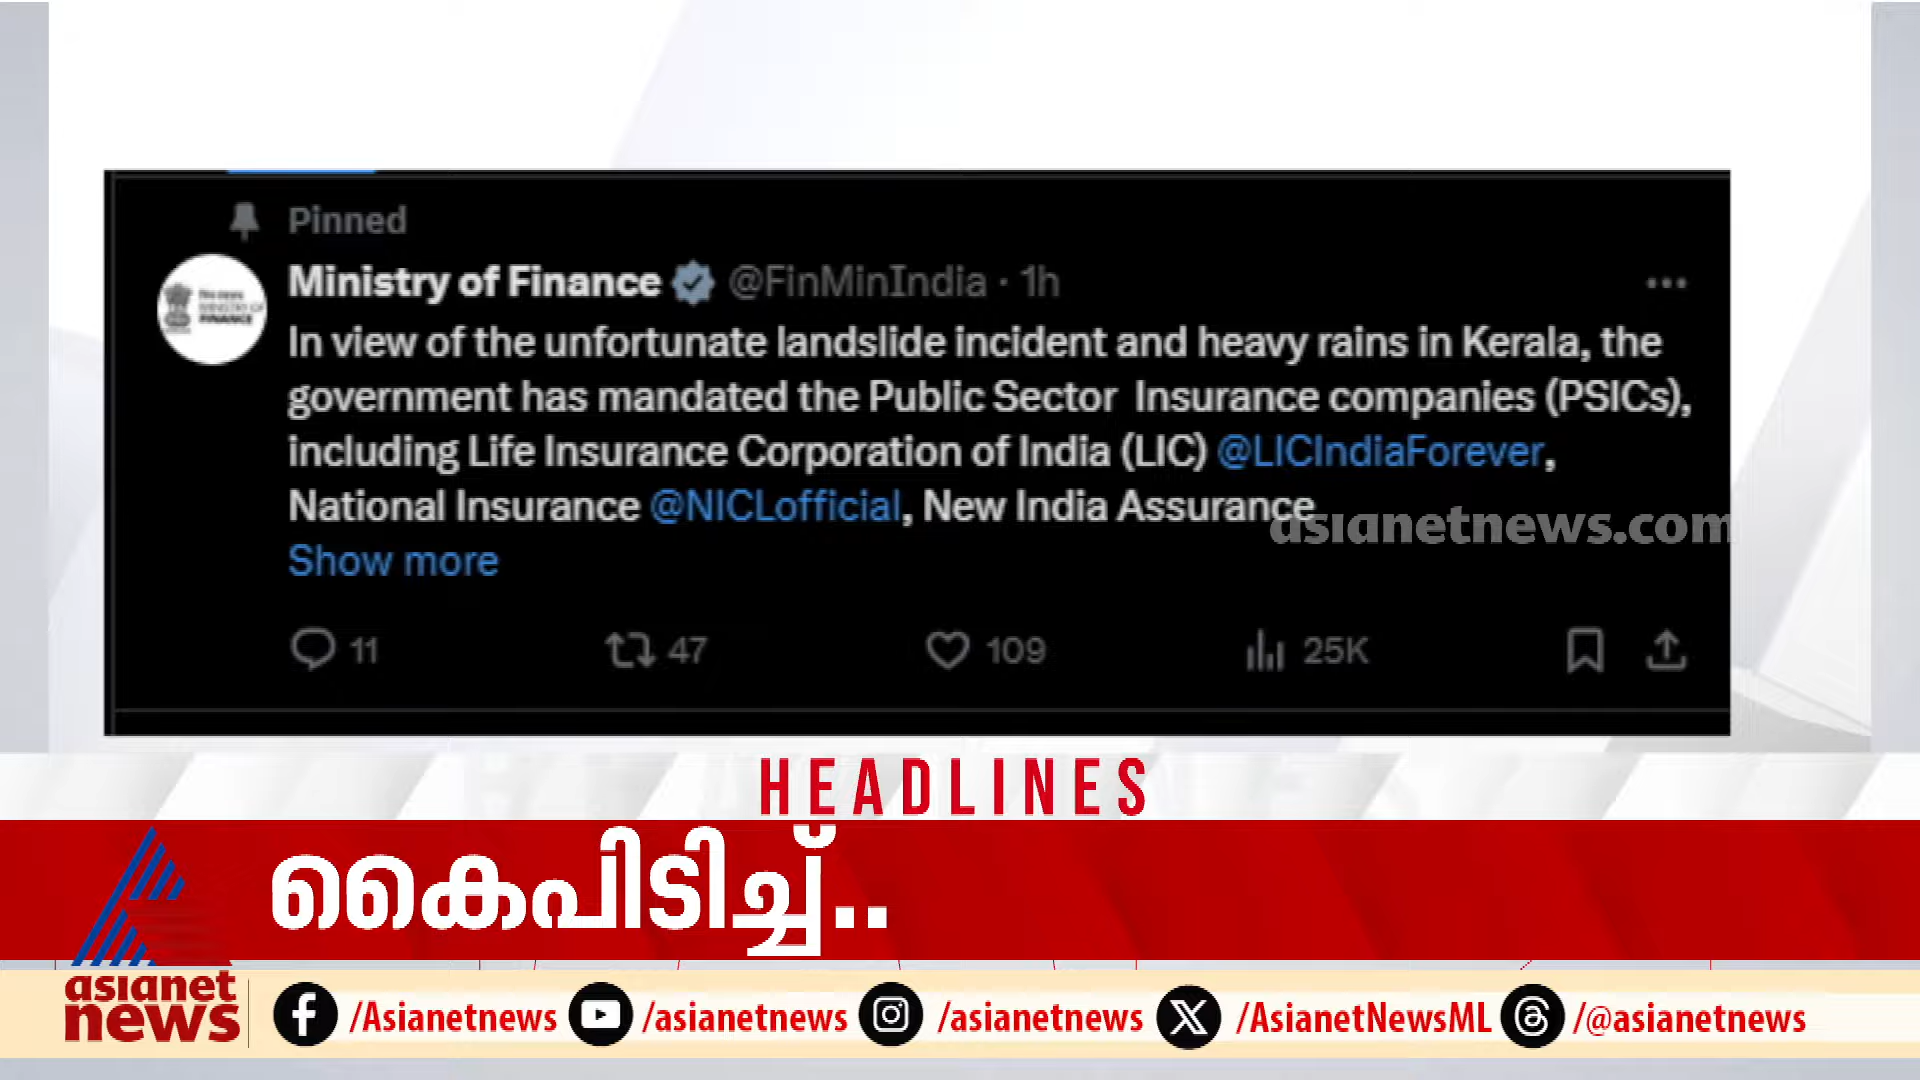 Pinned
Ministry of Finance @FinMinIndia · 1h
In view of the unfortunate landslide incident and heavy rains in Kerala, the
government has mandated the Public Sector Insurance companies (PSICs),
including Life Insurance Corporation of India (LIC) @LICIndiaForever,
National Insurance @NICLofficial, New India Assurance
asianetnews.com
Show more
11 47 109 25K
HEADLINES
കൈപിടിച്ച്..
asianet
news
/Asianetnews /asianetnews /asianetnews /AsianetNewsML /@asianetnews